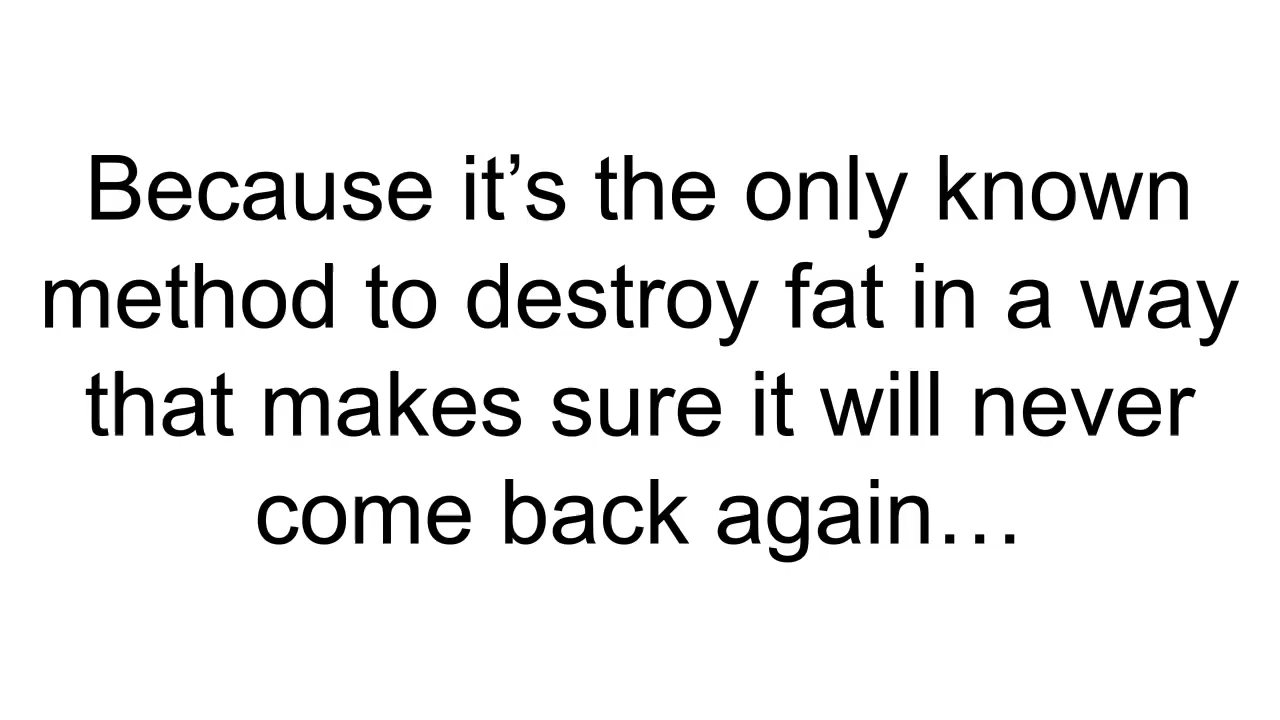 Because it’s the only known
method to destroy fat in a way
that makes sure it will never
come back again…